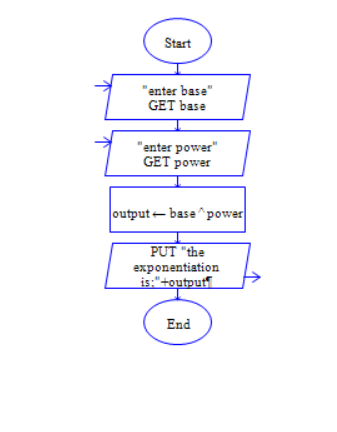 Start
"enter base"
GET base
"enter power"
GET power
output ← base ^ power
PUT "the
exponentiation
is;"+output¶
End